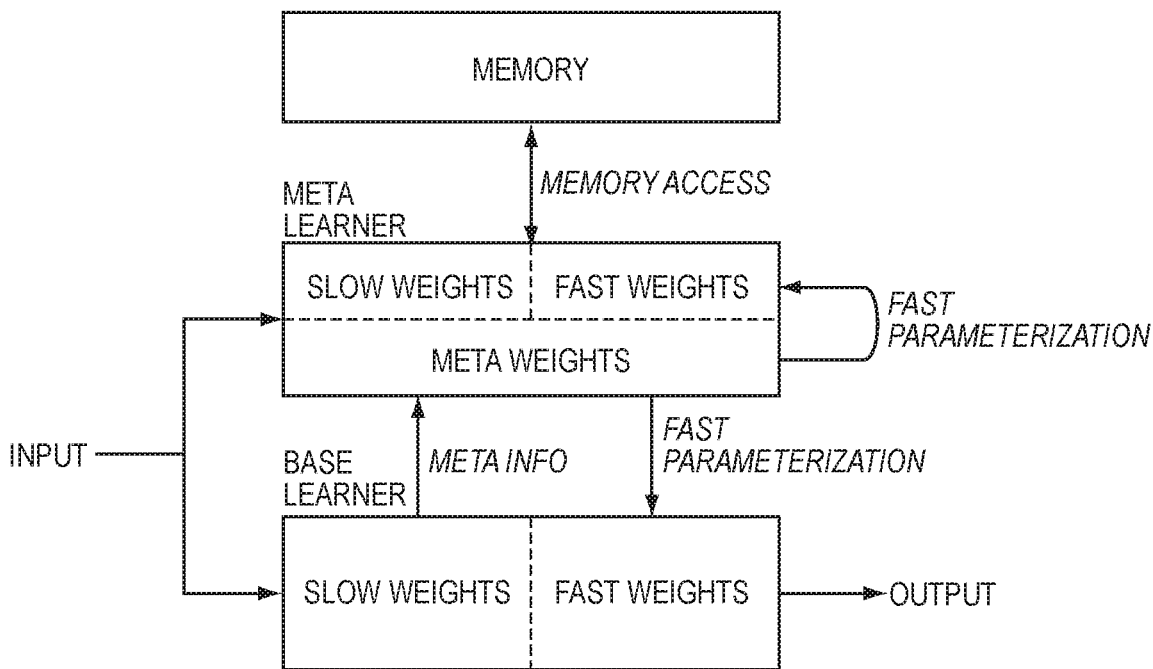 MEMORY
MEMORY ACCESS
META
LEARNER
SLOW WEIGHTS
FAST WEIGHTS
FAST
PARAMETERIZATION
META WEIGHTS
INPUT
BASE
LEARNER
META INFO
FAST
PARAMETERIZATION
SLOW WEIGHTS
FAST WEIGHTS
OUTPUT